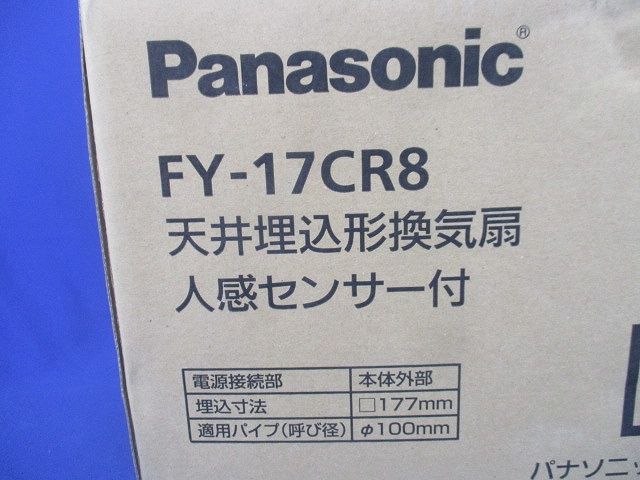 Panasonic®
FY-17CR8
天井埋込形換気扇
人感センサー付
電源接続部 本体外部
埋込寸法 □177mm
適用パイプ(呼び径) φ100mm
パナソニッ